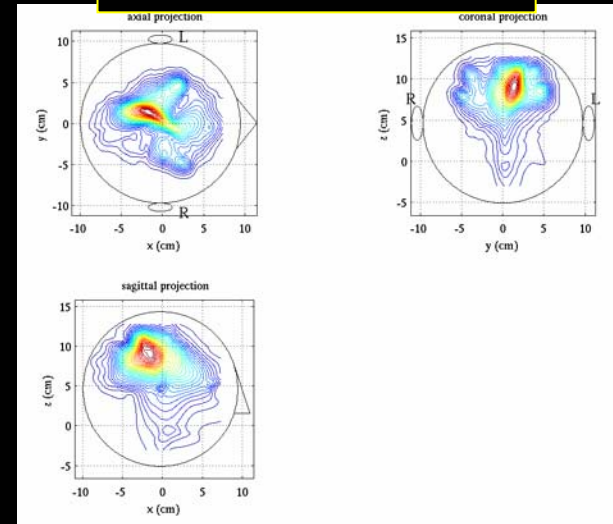 axial projection
L
10
5
0
-5
-10
y (cm)
R
-10 -5 0 5 10
x (cm)
coronal projection
15
10
5
0
-5
z (cm)
R
L
-10 -5 0 5 10
y (cm)
sagittal projection
15
10
5
0
-5
z (cm)
-10 -5 0 5 10
x (cm)